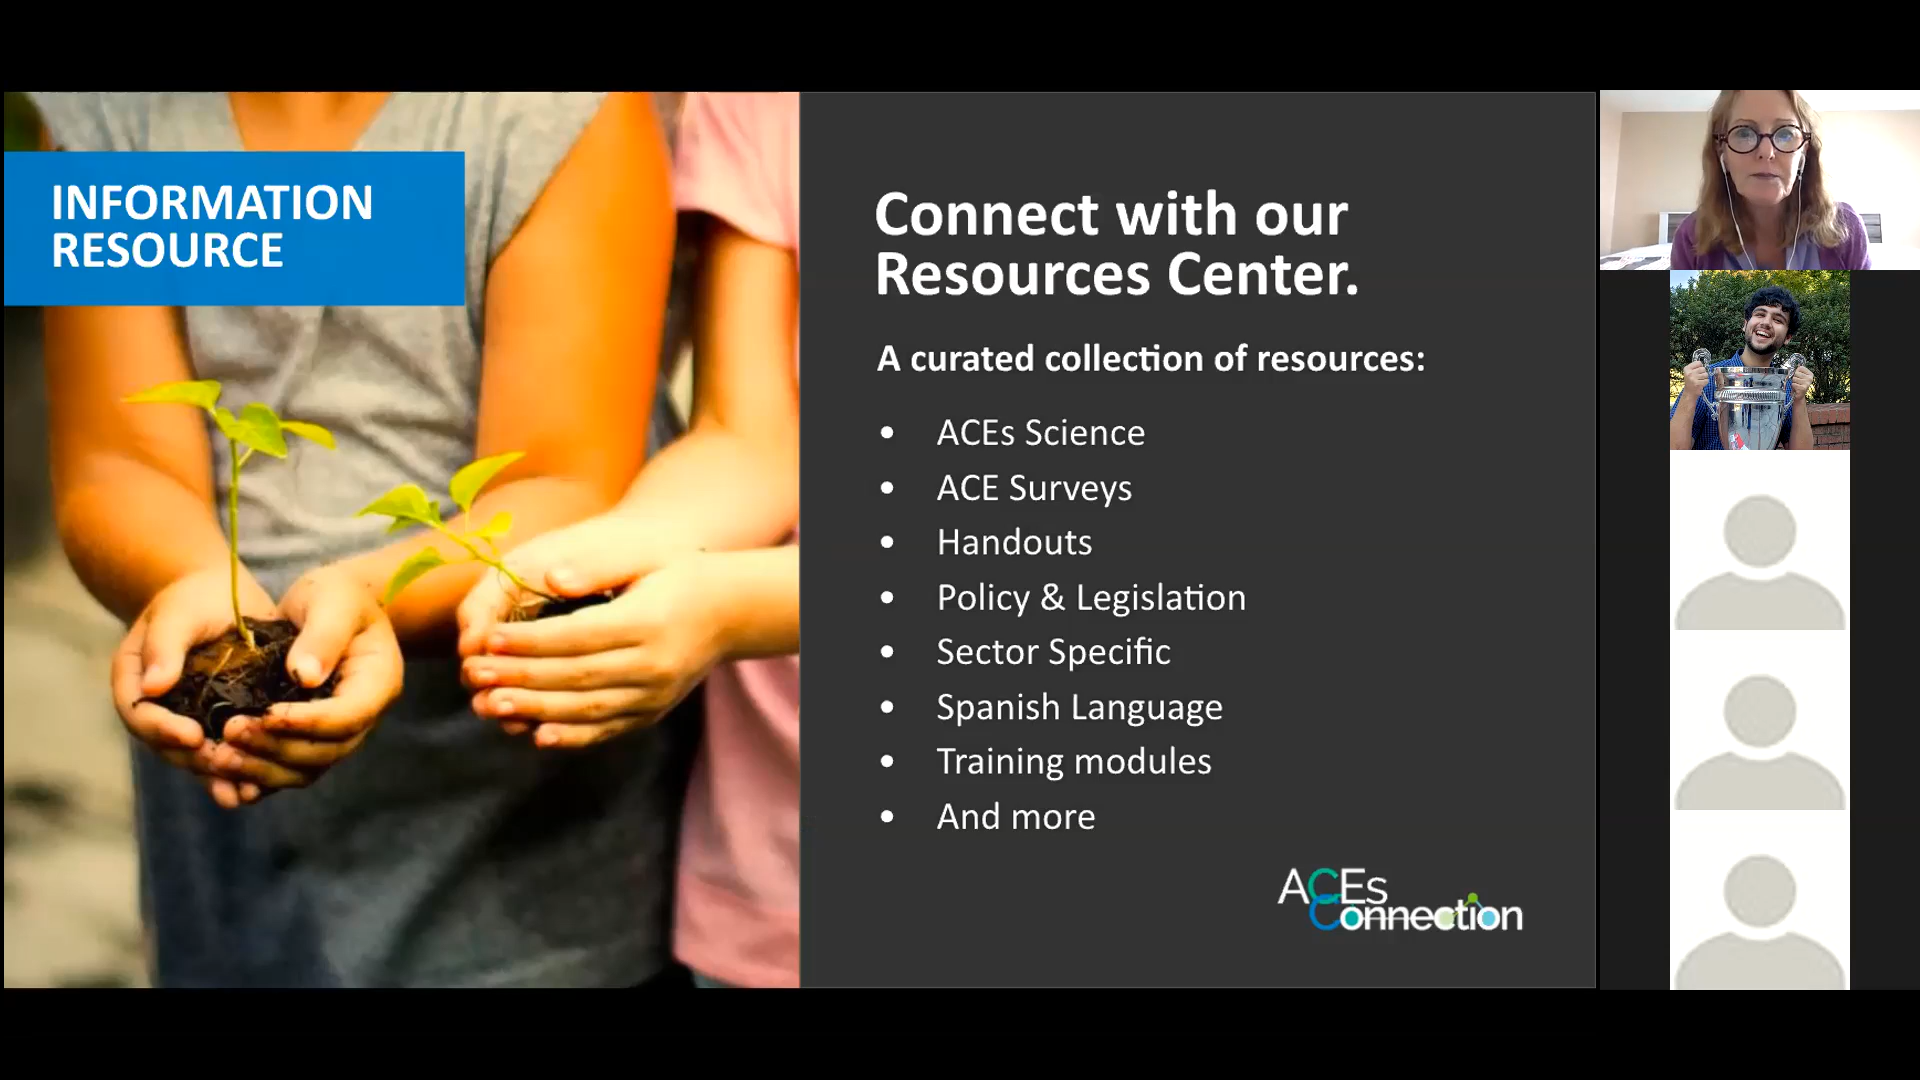 INFORMATION
RESOURCE
Connect with our
Resources Center.
A curated collection of resources:
• ACEs Science
• ACE Surveys
• Handouts
• Policy & Legislation
• Sector Specific
• Spanish Language
• Training modules
• And more
ACEs
Connection